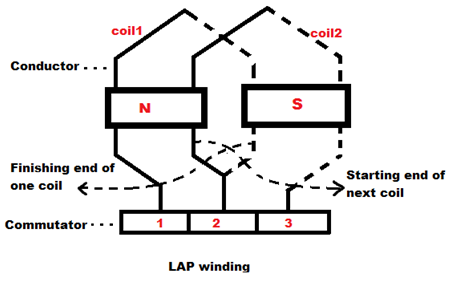 coil1
coil2
Conductor
N
S
Finishing end of
one coil
Starting end of
next coil
Commutator
1
2
3
LAP winding